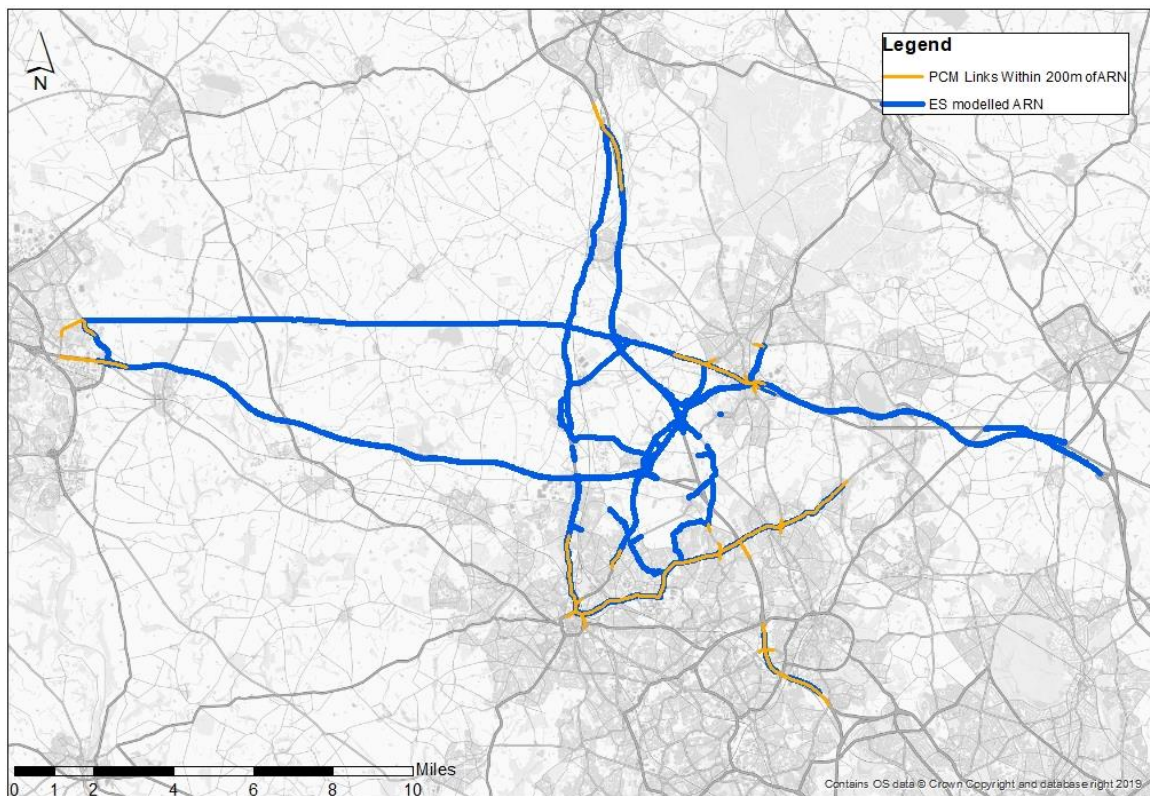 Legend
PCM Links Within 200m of ARN
ES modelled ARN
N
Miles
0 1 2 4 6 8 10
Contains OS data © Crown Copyright and database right 2019